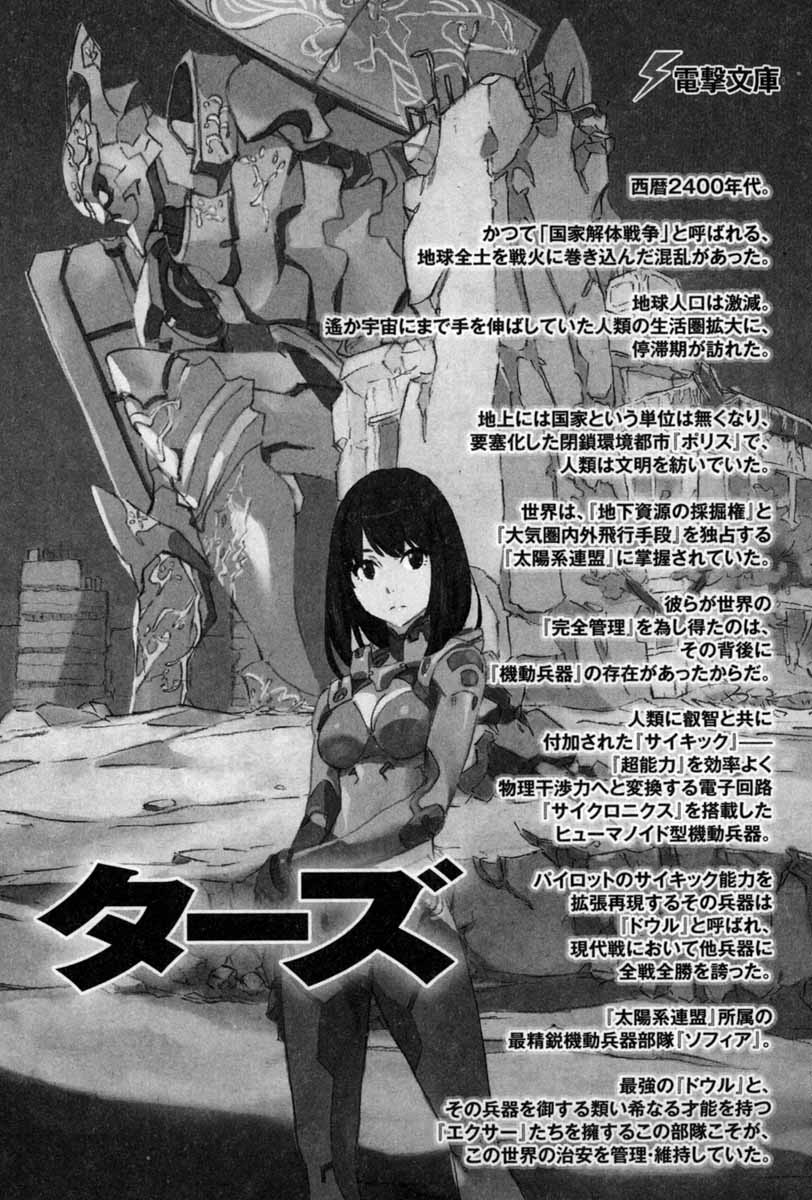 電撃文庫
西暦2400年代。
かつて「国家解体戦争」と呼ばれる、
地球全土を戦火に巻き込んだ混乱があった。
地球人口は激減。
遙か宇宙にまで手を伸ばしていた人類の生活圏拡大に、
停滞期が訪れた。
地上には国家という単位は無くなり、
要塞化した閉鎖環境都市『ポリス』で、
人類は文明を紡いでいた。
世界は、『地下資源の採掘権』と
『大気圏内外飛行手段』を独占する
『太陽系連盟』に掌握されていた。
彼らが世界の
『完全管理』を為し得たのは、
その背後に
『機動兵器』の存在があったからだ。
人類に叡智と共に
付加された『サイキック』――
『超能力』を効率よく
物理干渉力へと変換する電子回路
『サイクロニクス』を搭載した
ヒューマノイド型機動兵器。
パイロットのサイキック能力を
拡張再現するその兵器は
『ドウル』と呼ばれ、
現代戦において他兵器に
全戦全勝を誇った。
『太陽系連盟』所属の
最精鋭機動兵器部隊『ソフィア』。
最強の『ドウル』と、
その兵器を御する類い希なる才能を持つ
『エクサー』たちを擁するこの部隊こそが、
この世界の治安を管理・維持していた。
ターズ